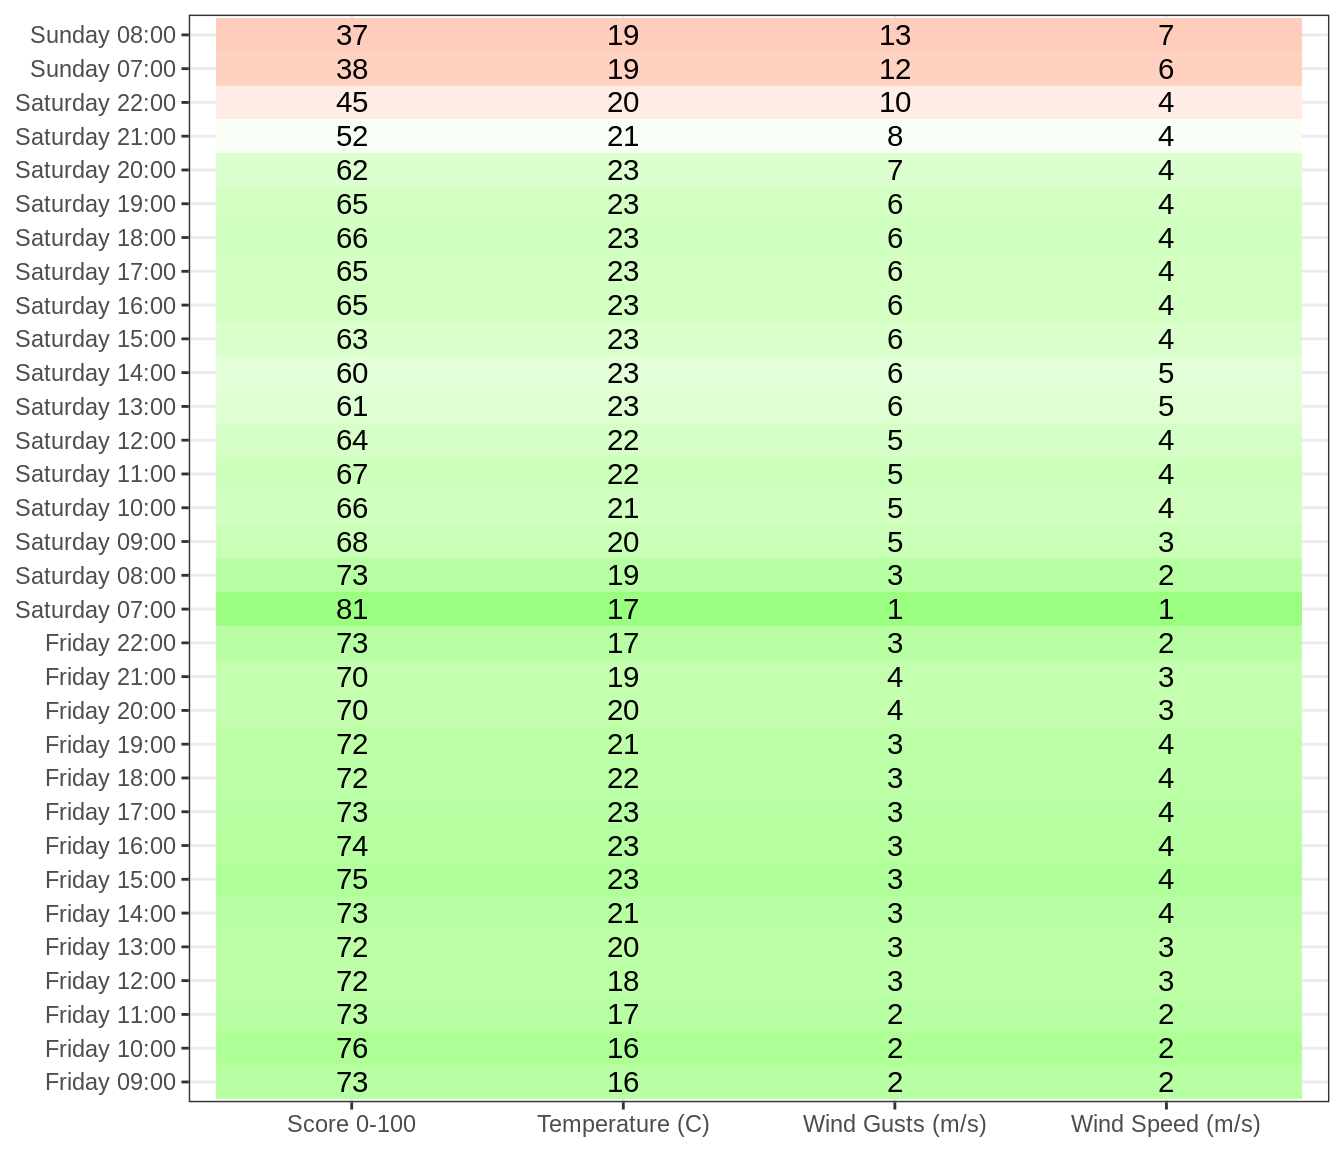 Sunday 08:00 37 19 13 7
Sunday 07:00 38 19 12 6
Saturday 22:00 45 20 10 4
Saturday 21:00 52 21 8 4
Saturday 20:00 62 23 7 4
Saturday 19:00 65 23 6 4
Saturday 18:00 66 23 6 4
Saturday 17:00 65 23 6 4
Saturday 16:00 65 23 6 4
Saturday 15:00 63 23 6 4
Saturday 14:00 60 23 6 5
Saturday 13:00 61 23 6 5
Saturday 12:00 64 22 5 4
Saturday 11:00 67 22 5 4
Saturday 10:00 66 21 5 4
Saturday 09:00 68 20 5 3
Saturday 08:00 73 19 3 2
Saturday 07:00 81 17 1 1
Friday 22:00 73 17 3 2
Friday 21:00 70 19 4 3
Friday 20:00 70 20 4 3
Friday 19:00 72 21 3 4
Friday 18:00 72 22 3 4
Friday 17:00 73 23 3 4
Friday 16:00 74 23 3 4
Friday 15:00 75 23 3 4
Friday 14:00 73 21 3 4
Friday 13:00 72 20 3 3
Friday 12:00 72 18 3 3
Friday 11:00 73 17 2 2
Friday 10:00 76 16 2 2
Friday 09:00 73 16 2 2
Score 0-100 Temperature (C) Wind Gusts (m/s) Wind Speed (m/s)